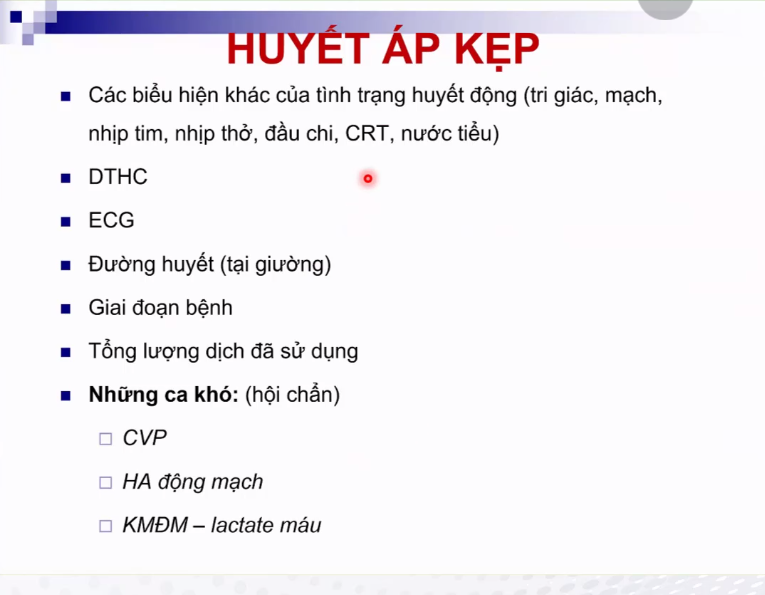 HUYẾT ÁP KẸP
Các biểu hiện khác của tình trạng huyết động (tri giác, mạch,
nhịp tim, nhịp thở, đầu chi, CRT, nước tiểu)
DTHC
ECG
Đường huyết (tại giường)
Giai đoạn bệnh
Tổng lượng dịch đã sử dụng
Những ca khó: (hội chẩn)
CVP
HA động mạch
KMĐM – lactate máu